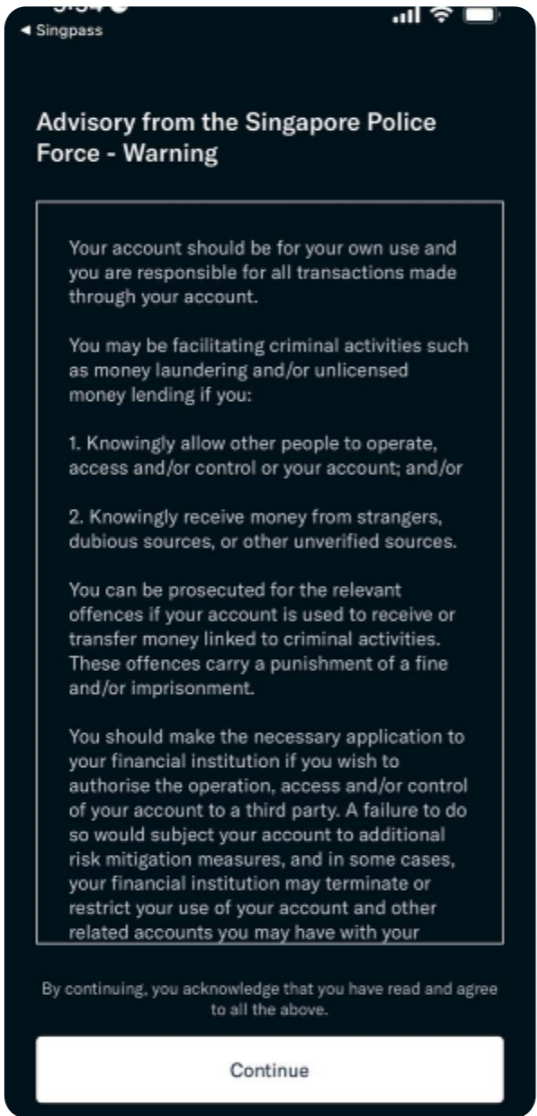 ◀ Singpass
Advisory from the Singapore Police
Force - Warning
Your account should be for your own use and
you are responsible for all transactions made
through your account.
You may be facilitating criminal activities such
as money laundering and/or unlicensed
money lending if you:
1. Knowingly allow other people to operate,
access and/or control or your account; and/or
2. Knowingly receive money from strangers,
dubious sources, or other unverified sources.
You can be prosecuted for the relevant
offences if your account is used to receive or
transfer money linked to criminal activities.
These offences carry a punishment of a fine
and/or imprisonment.
You should make the necessary application to
your financial institution if you wish to
authorise the operation, access and/or control
of your account to a third party. A failure to do
so would subject your account to additional
risk mitigation measures, and in some cases,
your financial institution may terminate or
restrict your use of your account and other
related accounts you may have with your
By continuing, you acknowledge that you have read and agree
to all the above.
Continue